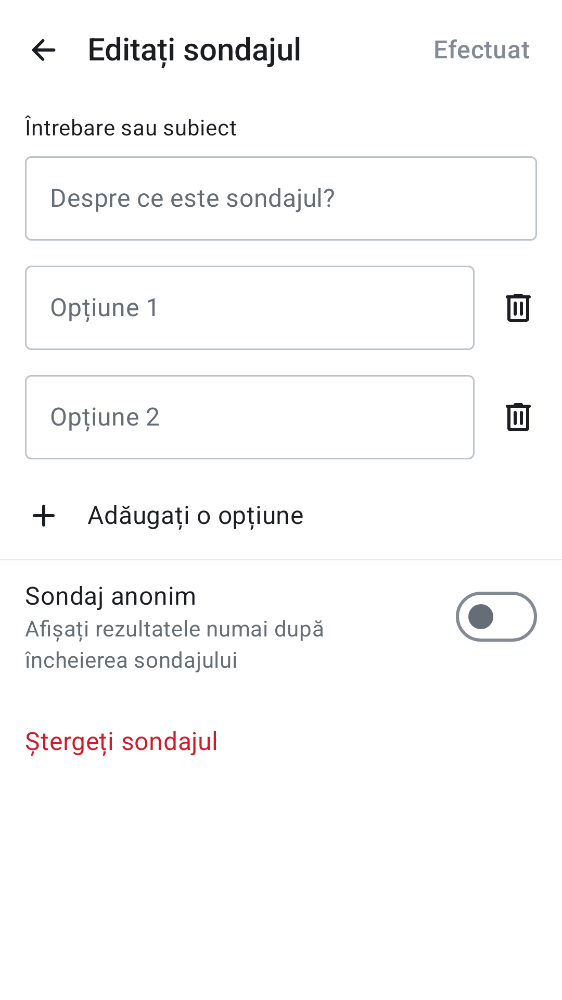 Editați sondajul
Efectuat
Întrebare sau subiect
Despre ce este sondajul?
Opțiune 1
Opțiune 2
Adăugați o opțiune
Sondaj anonim
Afișați rezultatele numai după
încheierea sondajului
Ștergeți sondajul